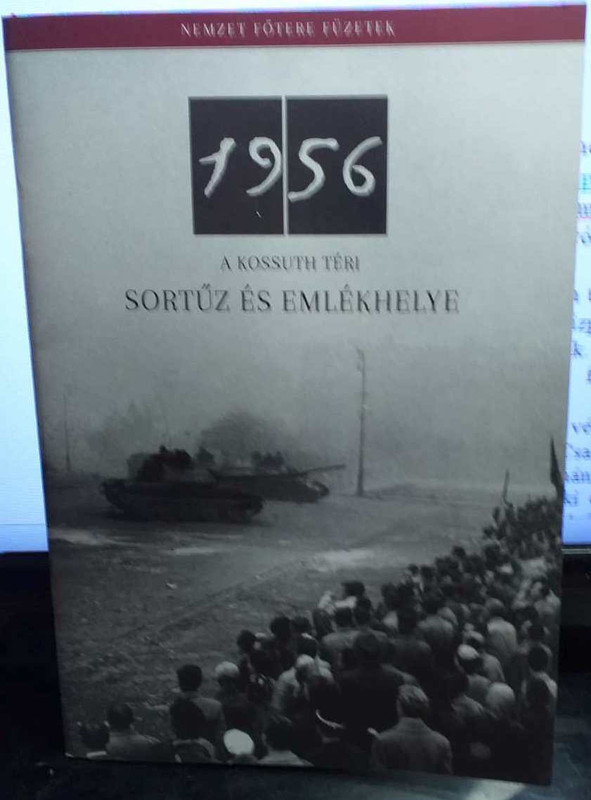 NEMZET FŐTERE FÜZETEK
1956
A KOSSUTH TÉRI
SORTŰZ ÉS EMLÉKHELYE